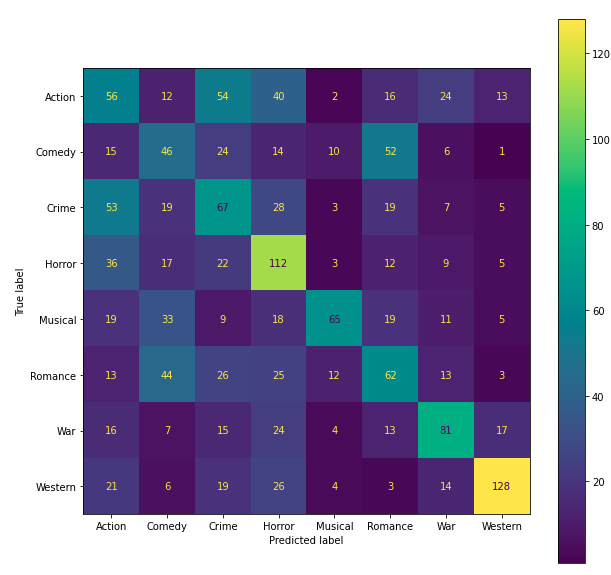 120
Action 56 12 54 40 2 16 24 13
100
Comedy 15 46 24 14 10 52 6 1
Crime 53 19 67 28 3 19 7 5
80
Horror 36 17 22 112 3 12 9 5
True label
60
Musical 19 33 9 18 65 19 11 5
Romance 13 44 26 25 12 62 13 3
40
War 16 7 15 24 4 13 81 17
20
Western 21 6 19 26 4 3 14 128
Action Comedy Crime Horror Musical Romance War Western
Predicted label